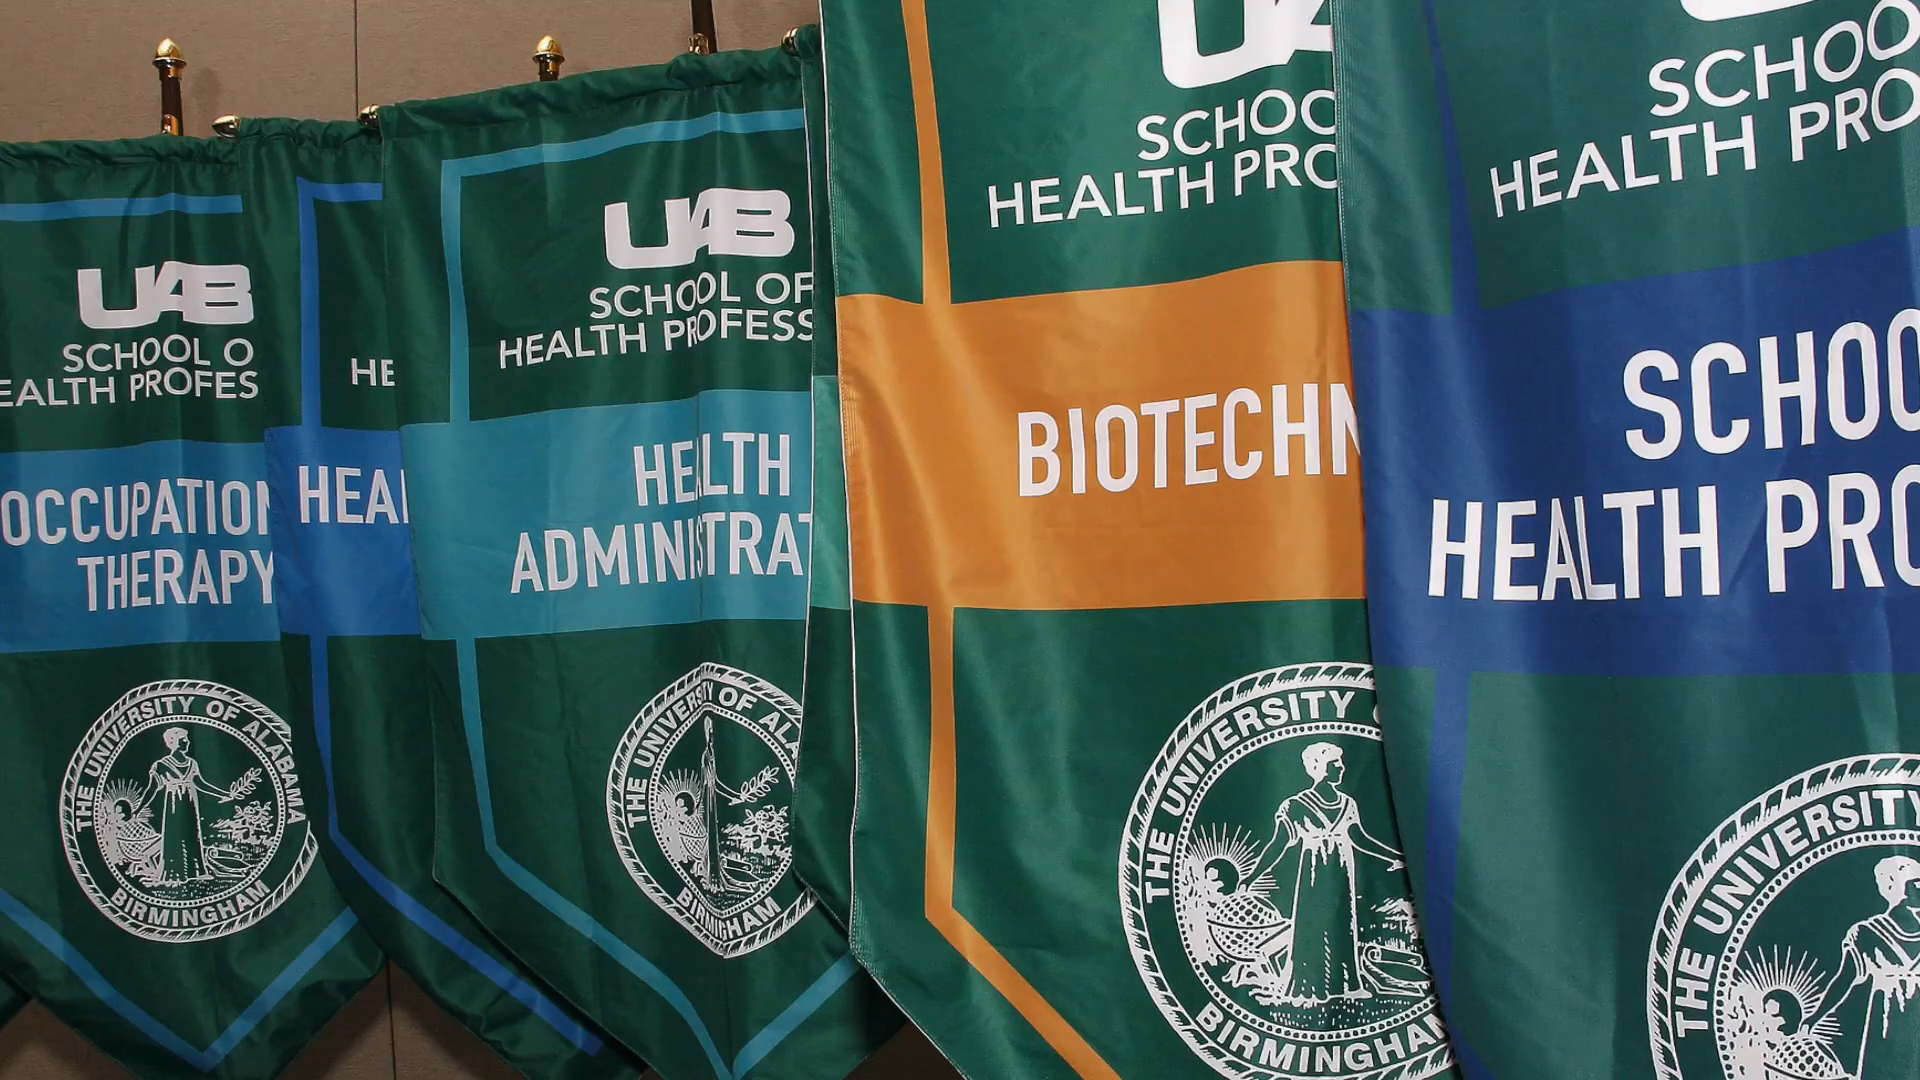 UAB
SCHOOL O
EALTH PROFES
OCCUPATION
THERAPY
THE UNIVERSITY OF ALABAMA
BIRMINGHAM
HE
HEAL
UAB
SCHOOL OF
HEALTH PROFESS
HEALTH
ADMINISTRAT
THE UNIVERSITY OF ALA
BIRMINGHAM
UA
SCHOO
HEALTH PRO
BIOTECHN
THE UNIVERSITY
BIRMINGHAM
SCHOO
HEALTH PRO
SCHOO
HEALTH PRO
THE UNIVERSITY